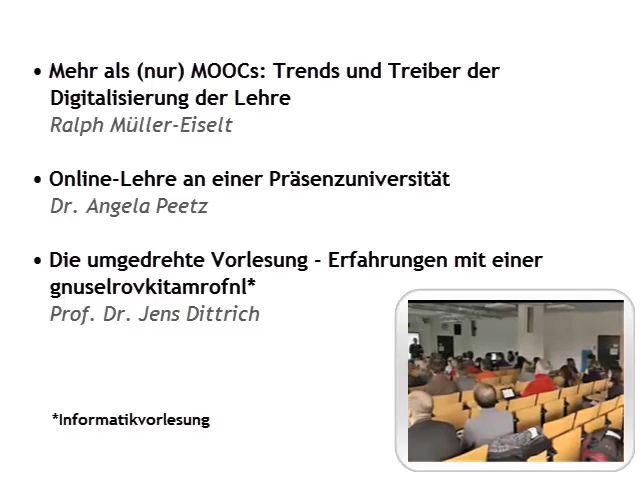 • Mehr als (nur) MOOCs: Trends und Treiber der
Digitalisierung der Lehre
Ralph Müller-Eiselt
• Online-Lehre an einer Präsenzuniversität
Dr. Angela Peetz
• Die umgedrehte Vorlesung - Erfahrungen mit einer
gnuselrovkitamrofnl*
Prof. Dr. Jens Dittrich
*Informatikvorlesung